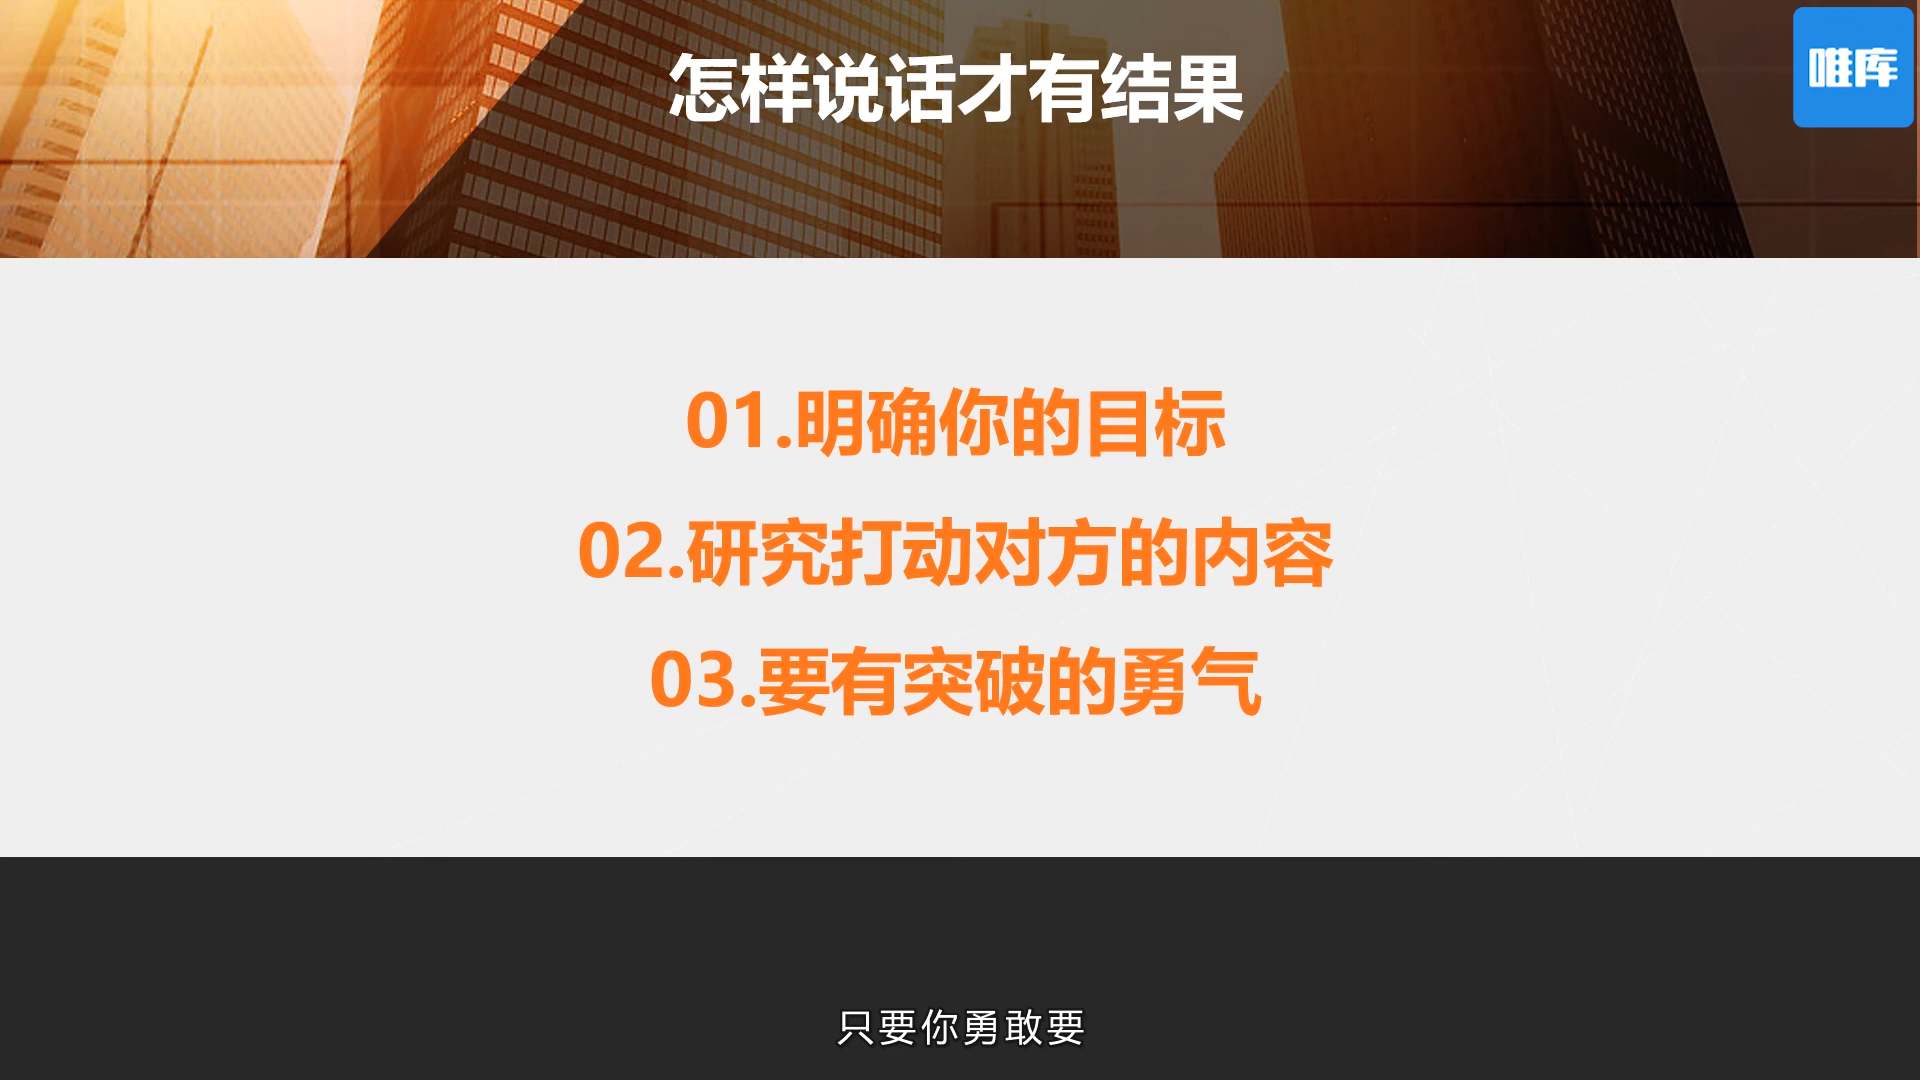 怎样说话才有结果
唯库
01.明确你的目标
02.研究打动对方的内容
03.要有突破的勇气
只要你勇敢要